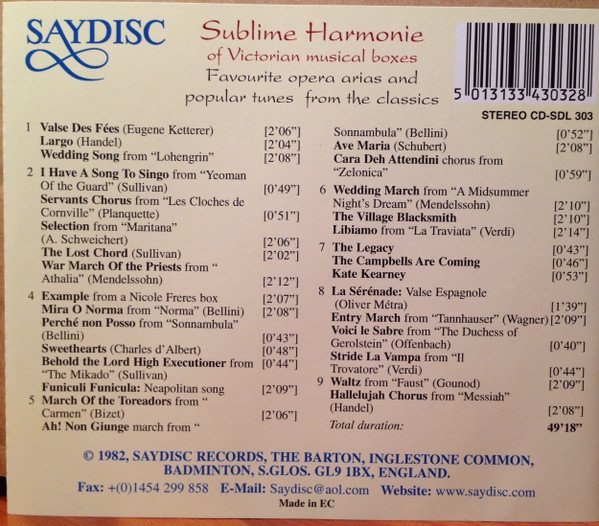 SAYDISC
Sublime Harmonie
of Victorian musical boxes
Favourite opera arias and
popular tunes from the classics
5 013133 430328
STEREO CD-SDL 303
1 Valse Des Fées (Eugene Ketterer) [2'06"]
Largo (Handel) [2'04"]
Wedding Song from "Lohengrin" [2'08"]
2 I Have A Song To Singo from "Yeoman
Of the Guard" (Sullivan) [0'49"]
Servants Chorus from "Les Cloches de
Cornville" (Planquette) [0'51"]
Selection from "Maritana"
(A. Schweichert) [2'06"]
The Lost Chord (Sullivan) [2'02"]
War March Of the Priests from "
Athalia" (Mendelssohn) [2'12"]
4 Example from a Nicole Freres box [2'07"]
Mira O Norma from "Norma" (Bellini) [2'08"]
Perché non Posso from "Sonnambula"
(Bellini) [0'43"]
Sweethearts (Charles d'Albert) [0'48"]
Behold the Lord High Executioner from [0'44"]
"The Mikado" (Sullivan)
Funiculi Funicula: Neapolitan song [2'09"]
5 March Of the Toreadors from "
Carmen" (Bizet) [2'06"]
Ah! Non Giunge march from "
Sonnambula" (Bellini) [0'52"]
Ave Maria (Schubert) [2'08"]
Cara Deh Attendini chorus from
"Zelonica" [0'59"]
6 Wedding March from "A Midsummer
Night's Dream" (Mendelssohn) [2'10"]
The Village Blacksmith [2'10"]
Libiamo from "La Traviata" (Verdi) [2'14"]
7 The Legacy [0'43"]
The Campbells Are Coming [0'46"]
Kate Kearney [0'53"]
8 La Sérénade: Valse Espagnole
(Oliver Métra) [1'39"]
Entry March from "Tannhauser" (Wagner) [2'09"]
Voici le Sabre from "The Duchess of
Gerolstein" (Offenbach) [0'40"]
Stride La Vampa from "Il
Trovatore" (Verdi) [0'44"]
9 Waltz from "Faust" (Gounod) [2'09"]
Hallelujah Chorus from "Messiah"
(Handel) [2'08"]
Total duration: 49'18"
© 1982, SAYDISC RECORDS, THE BARTON, INGLESTONE COMMON,
BADMINTON, S.GLOS. GL9 1BX, ENGLAND.
Fax: +(0)1454 299 858 E-Mail: Saydisc@aol.com Website: www.saydisc.com
Made in EC